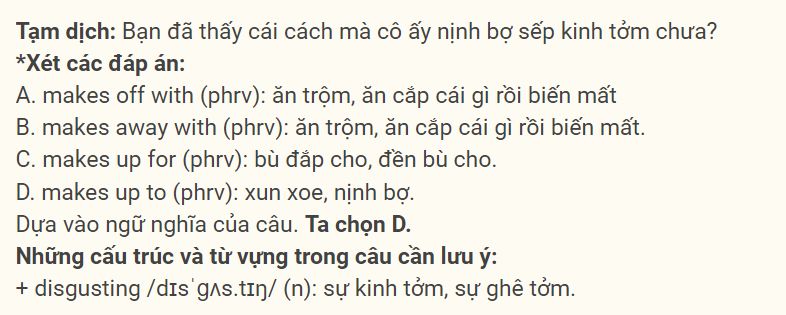 Tạm dịch: Bạn đã thấy cái cách mà cô ấy nịnh bợ sếp kinh tởm chưa?
*Xét các đáp án:
A. makes off with (phrv): ăn trộm, ăn cắp cái gì rồi biến mất
B. makes away with (phrv): ăn trộm, ăn cắp cái gì rồi biến mất.
C. makes up for (phrv): bù đắp cho, đền bù cho.
D. makes up to (phrv): xun xoe, nịnh bợ.
Dựa vào ngữ nghĩa của câu. Ta chọn D.
Những cấu trúc và từ vựng trong câu cần lưu ý:
+ disgusting /dɪsˈɡʌs.tɪŋ/ (n): sự kinh tởm, sự ghê tởm.